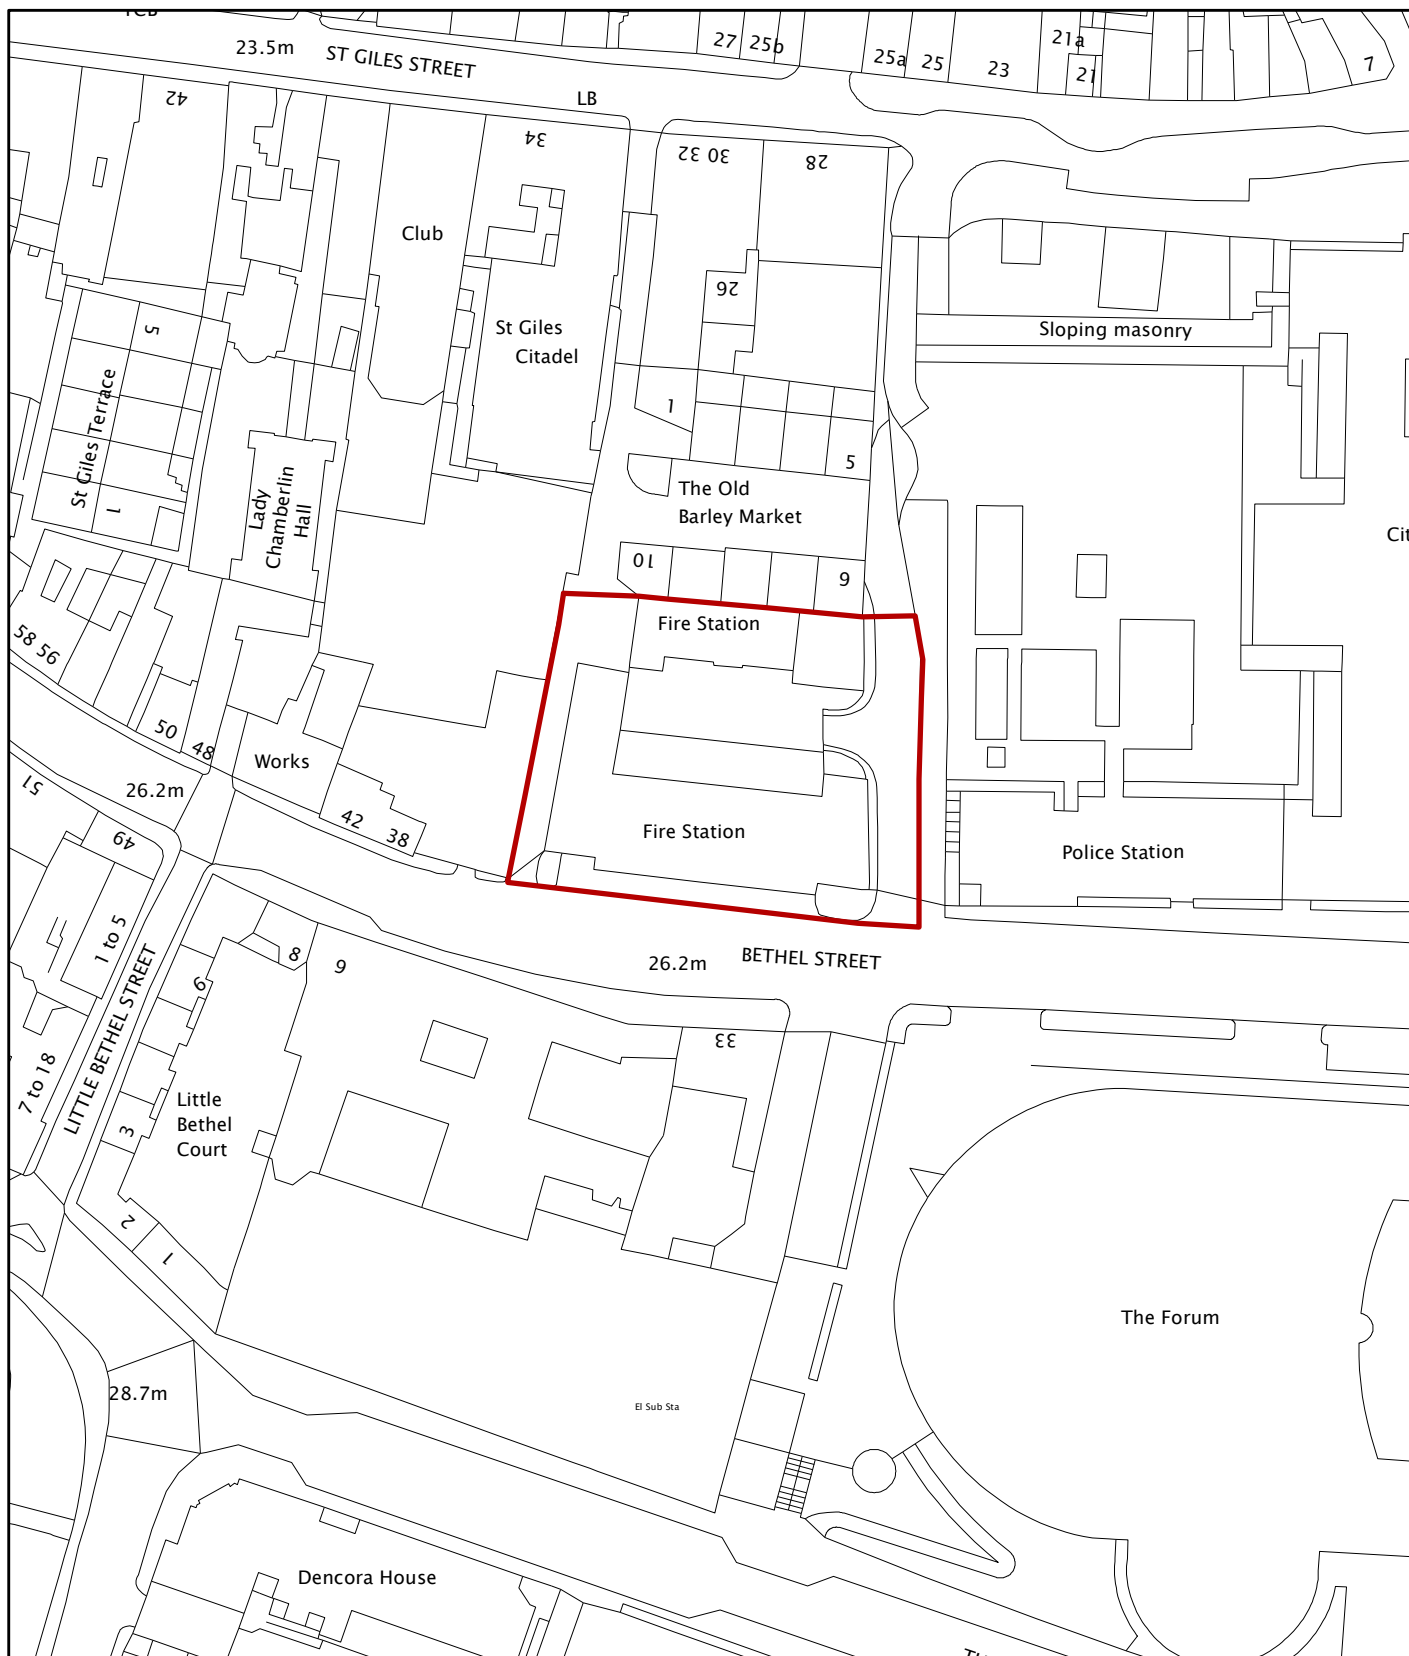 23.5m
ST GILES STREET
27
25b
25a
25
23
21a
21
7
LB
42
34
32 30
28
Club
26
St Giles
Citadel
Sloping masonry
5
St Giles Terrace
1
1
5
Lady
Chamberlin
Hall
The Old
Barley Market
Cit
10
6
Fire Station
58
56
50
48
Works
26.2m
42
38
Fire Station
Police Station
51
49
1 to 5
BETHEL STREET
26.2m
8
9
6
LITTLE BETHEL STREET
33
7 to 18
3
Little
Bethel
Court
2
1
The Forum
28.7m
El Sub Sta
Dencora House